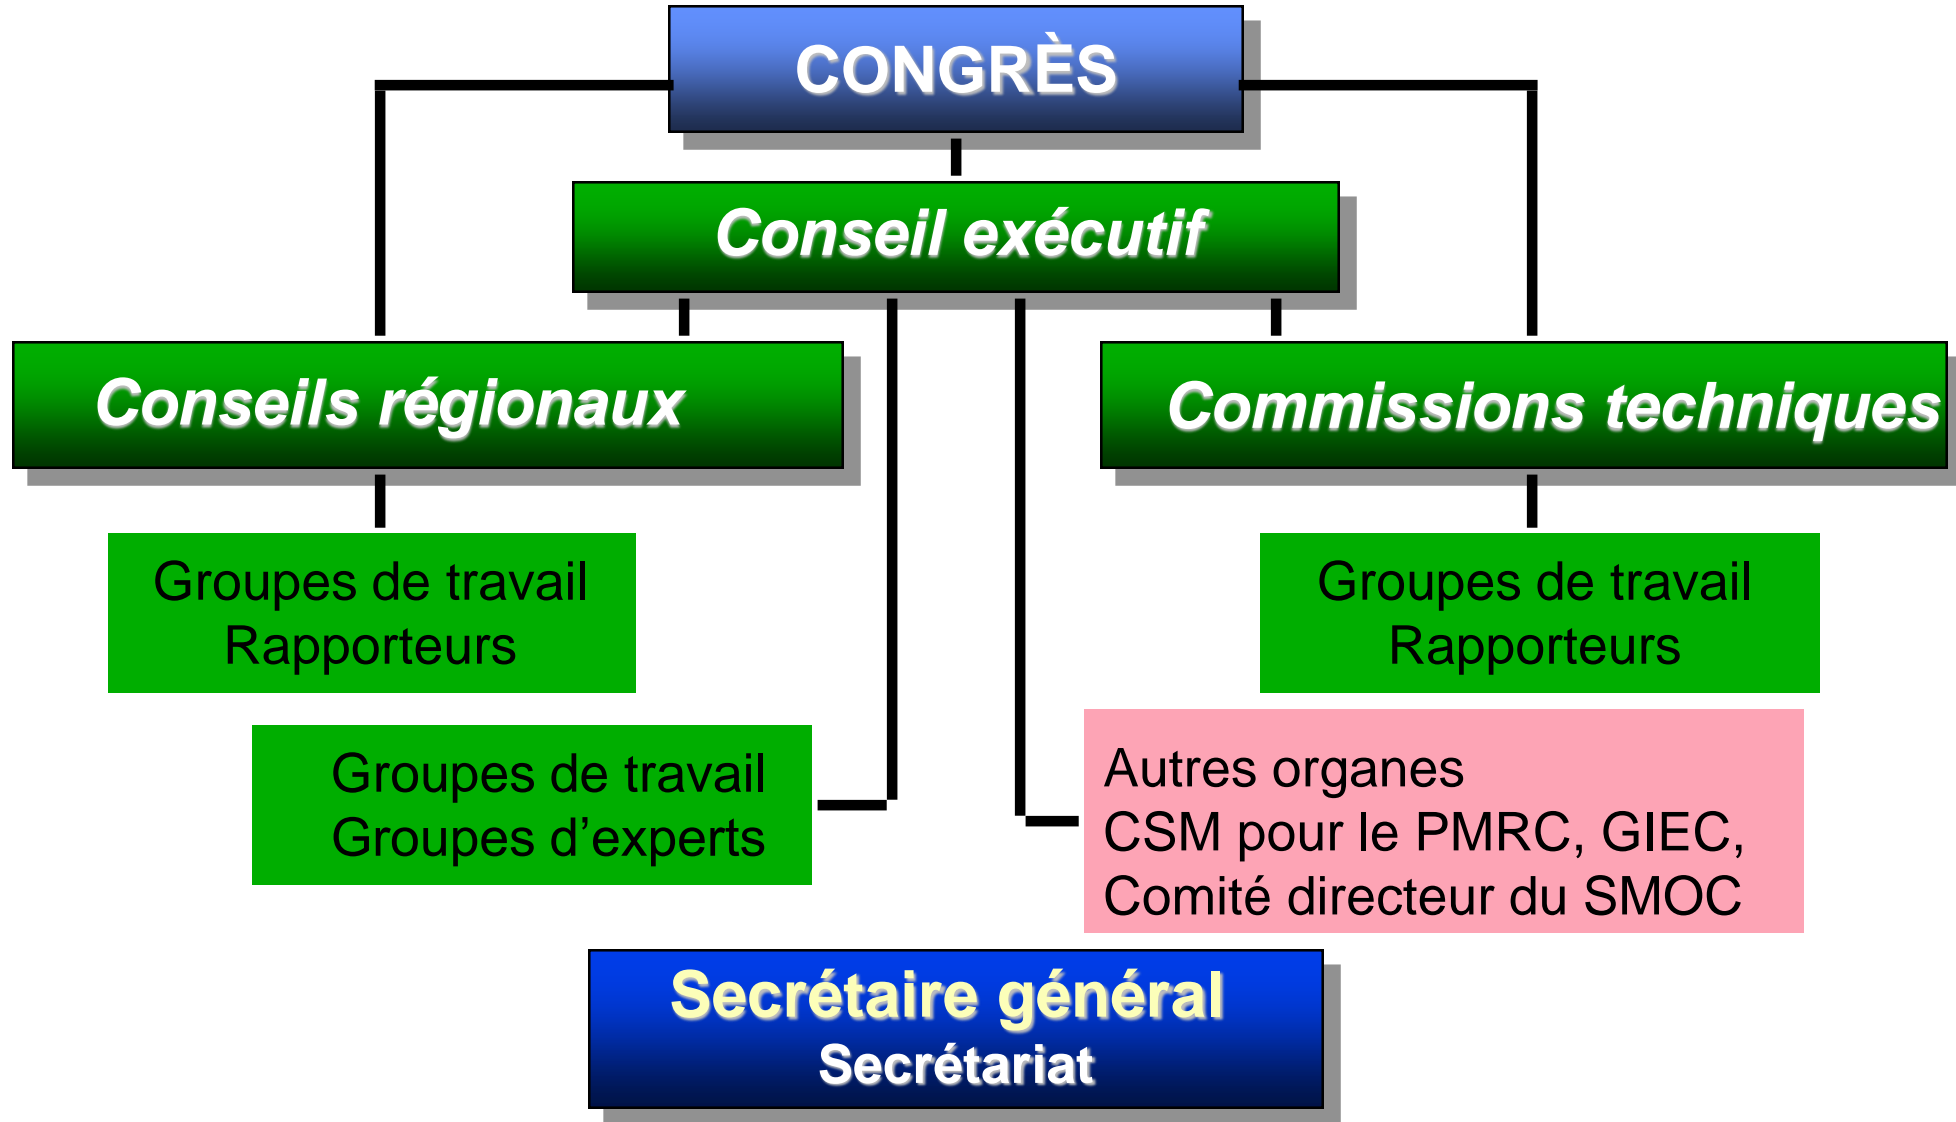 CONGRÈS
Conseil exécutif
Conseils régionaux
Commissions techniques
Groupes de travail
Rapporteurs
Groupes de travail
Rapporteurs
Groupes de travail
Groupes d’experts
Autres organes
CSM pour le PMRC, GIEC,
Comité directeur du SMOC
Secrétaire général
Secrétariat